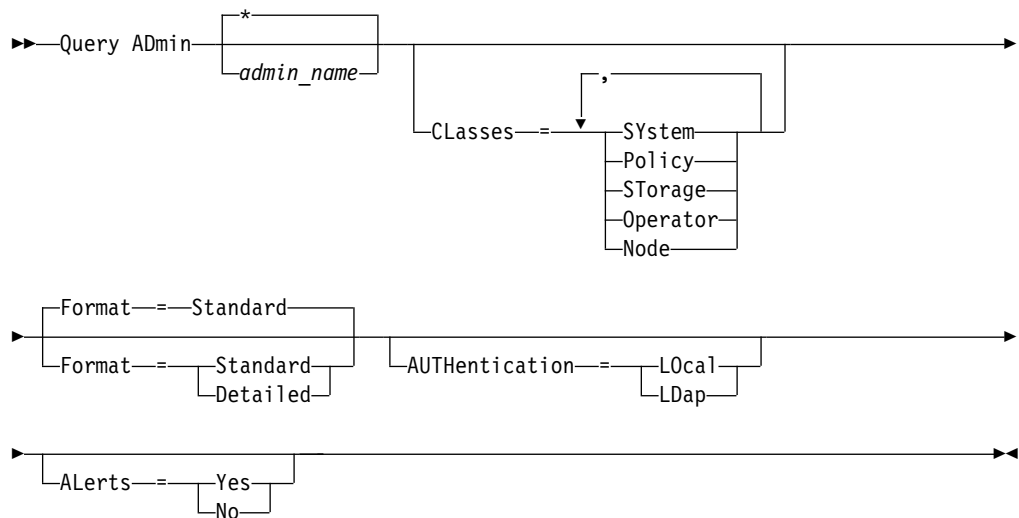 *
Query ADmin
admin_name
,
CLasses = SYstem
Policy
STorage
Operator
Node
Format = Standard
Format = Standard
Detailed
AUTHentication = LOcal
LDap
ALerts = Yes
No